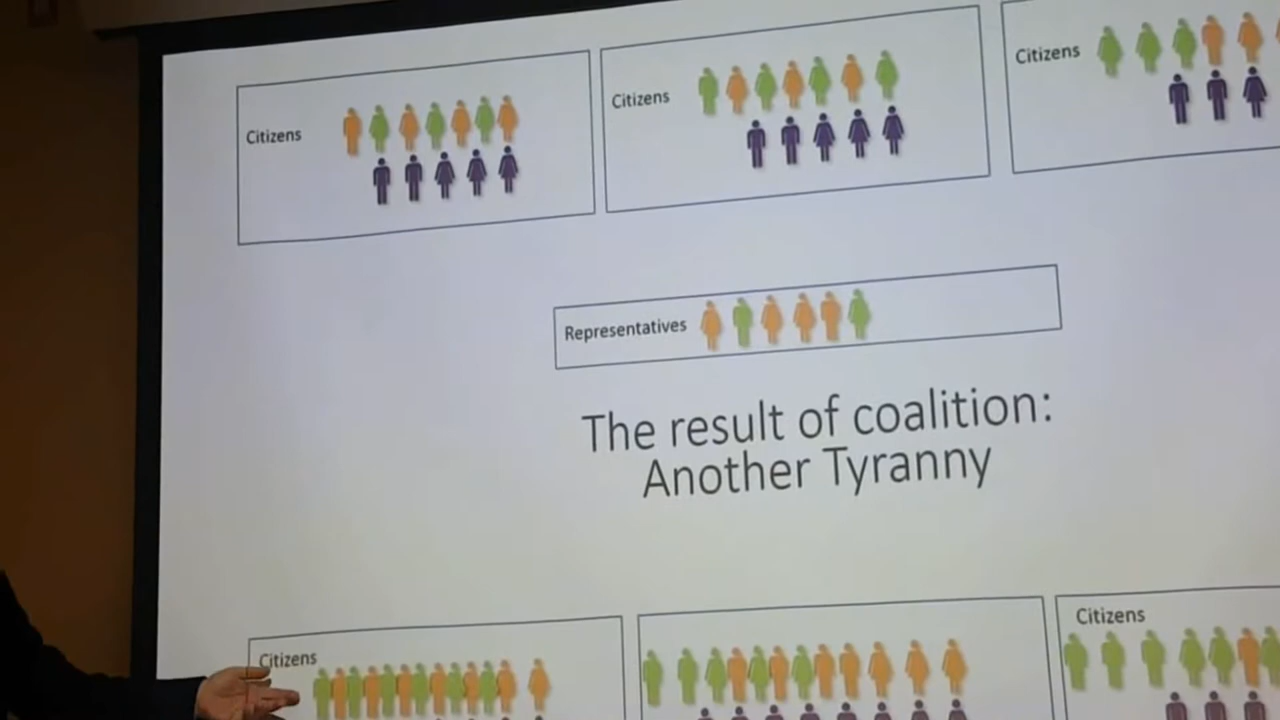 Citizens
Citizens
Citizens
Representatives
The result of coalition:
Another Tyranny
Citizens
Citizens